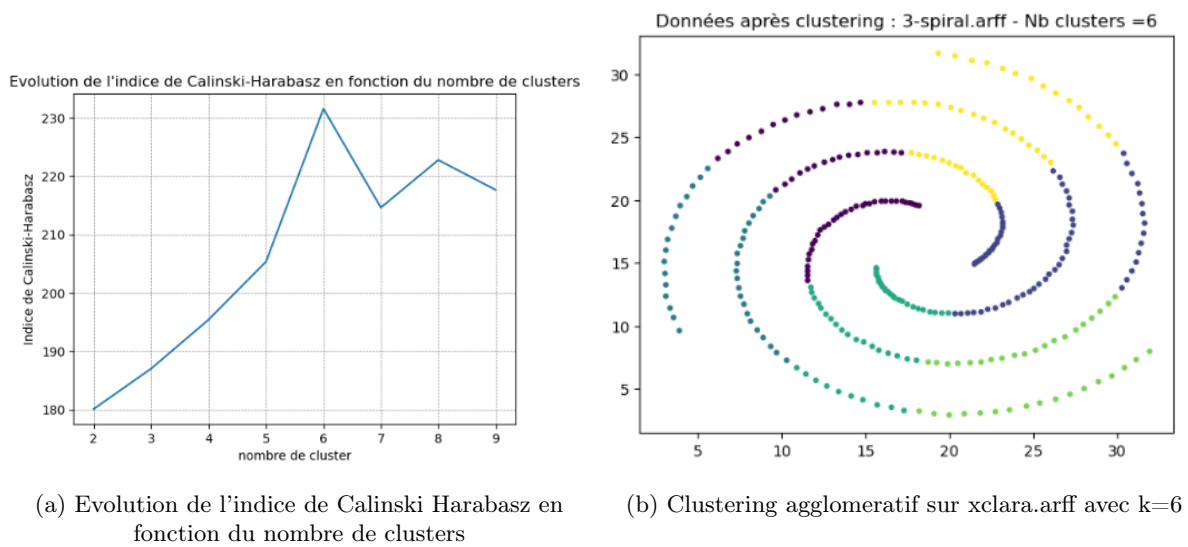 Evolution de l'indice de Calinski-Harabasz en fonction du nombre de clusters
230
220
210
200
190
180
Indice de Calinski-Harabasz
2 3 4 5 6 7 8 9
nombre de cluster
(a) Evolution de l'indice de Calinski Harabasz en
fonction du nombre de clusters
Données après clustering : 3-spiral.arff - Nb clusters =6
30
25
20
15
10
5
5 10 15 20 25 30
(b) Clustering agglomeratif sur xclara.arff avec k=6